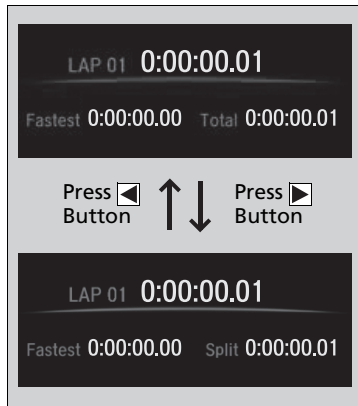 LAP 01 0:00:00.01
Fastest 0:00:00.00 Total 0:00:00.01
Press ◀ Press ▶
Button Button
LAP 01 0:00:00.01
Fastest 0:00:00.00 Split 0:00:00.01